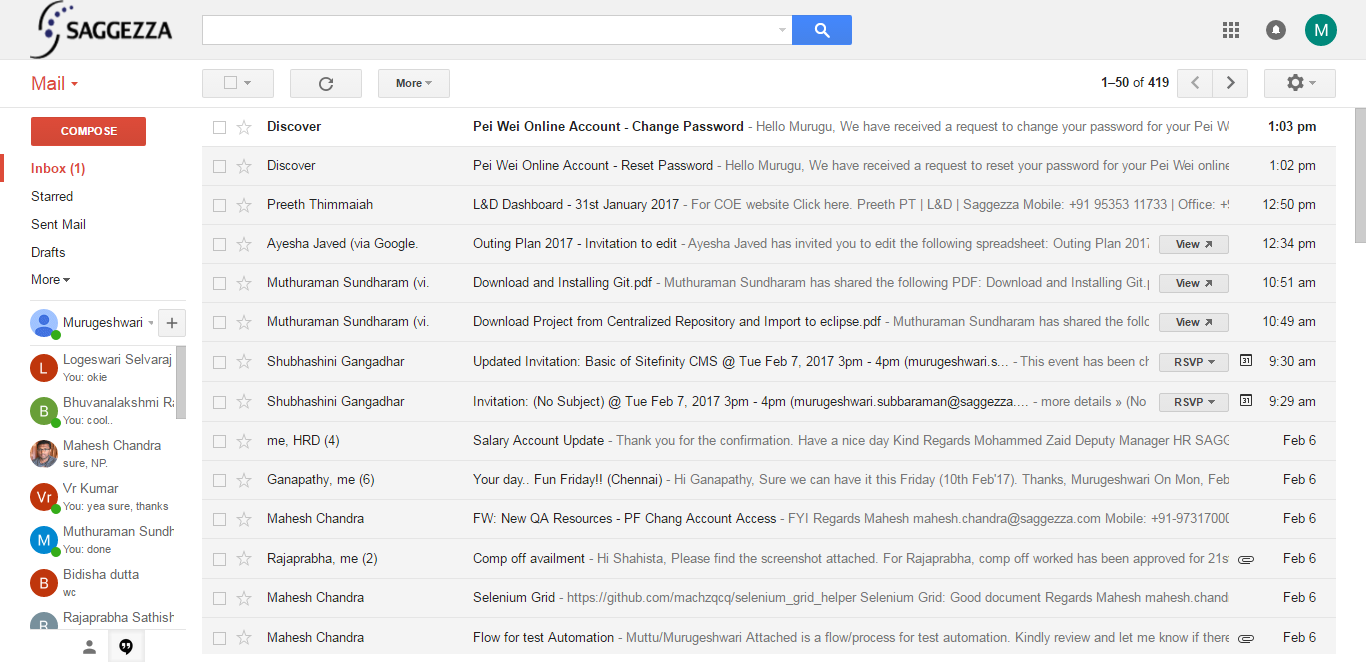 SAGGEZZA
M
Mail
More
1–50 of 419
COMPOSE
Inbox (1)
Starred
Sent Mail
Drafts
More
Murugeshwari
L Logeswari Selvaraj
You: okie
B Bhuvanalakshmi Ra
You: cool..
Mahesh Chandra
sure, NP.
Vr Vr Kumar
You: yea sure, thanks
M Muthuraman Sundh
You: done
B Bidisha dutta
wc
R Rajaprabha Sathish
Discover Pei Wei Online Account - Change Password - Hello Murugu, We have received a request to change your password for your Pei W 1:03 pm
Discover Pei Wei Online Account - Reset Password - Hello Murugu, We have received a request to reset your password for your Pei Wei online 1:02 pm
Preeth Thimmaiah L&D Dashboard - 31st January 2017 - For COE website Click here. Preeth PT | L&D | Saggezza Mobile: +91 95353 11733 | Office: +9 12:50 pm
Ayesha Javed (via Google. Outing Plan 2017 - Invitation to edit - Ayesha Javed has invited you to edit the following spreadsheet: Outing Plan 2017 View 12:34 pm
Muthuraman Sundharam (vi. Download and Installing Git.pdf - Muthuraman Sundharam has shared the following PDF: Download and Installing Git.p View 10:51 am
Muthuraman Sundharam (vi. Download Project from Centralized Repository and Import to eclipse.pdf - Muthuraman Sundharam has shared the follo View 10:49 am
Shubhashini Gangadhar Updated Invitation: Basic of Sitefinity CMS @ Tue Feb 7, 2017 3pm - 4pm (murugeshwari.s... - This event has been ch RSVP 31 9:30 am
Shubhashini Gangadhar Invitation: (No Subject) @ Tue Feb 7, 2017 3pm - 4pm (murugeshwari.subbaraman@saggezza.... - more details » (No RSVP 31 9:29 am
me, HRD (4) Salary Account Update - Thank you for the confirmation. Have a nice day Kind Regards Mohammed Zaid Deputy Manager HR SAGG Feb 6
Ganapathy, me (6) Your day.. Fun Friday!! (Chennai) - Hi Ganapathy, Sure we can have it this Friday (10th Feb'17). Thanks, Murugeshwari On Mon, Feb Feb 6
Mahesh Chandra FW: New QA Resources - PF Chang Account Access - FYI Regards Mahesh mahesh.chandra@saggezza.com Mobile: +91-97317000 Feb 6
Rajaprabha, me (2) Comp off availment - Hi Shahista, Please find the screenshot attached. For Rajaprabha, comp off worked has been approved for 21s Feb 6
Mahesh Chandra Selenium Grid - https://github.com/machzqcq/selenium_grid_helper Selenium Grid: Good document Regards Mahesh mahesh.chand Feb 6
Mahesh Chandra Flow for test Automation - Muttu/Murugeshwari Attached is a flow/process for test automation. Kindly review and let me know if there Feb 6